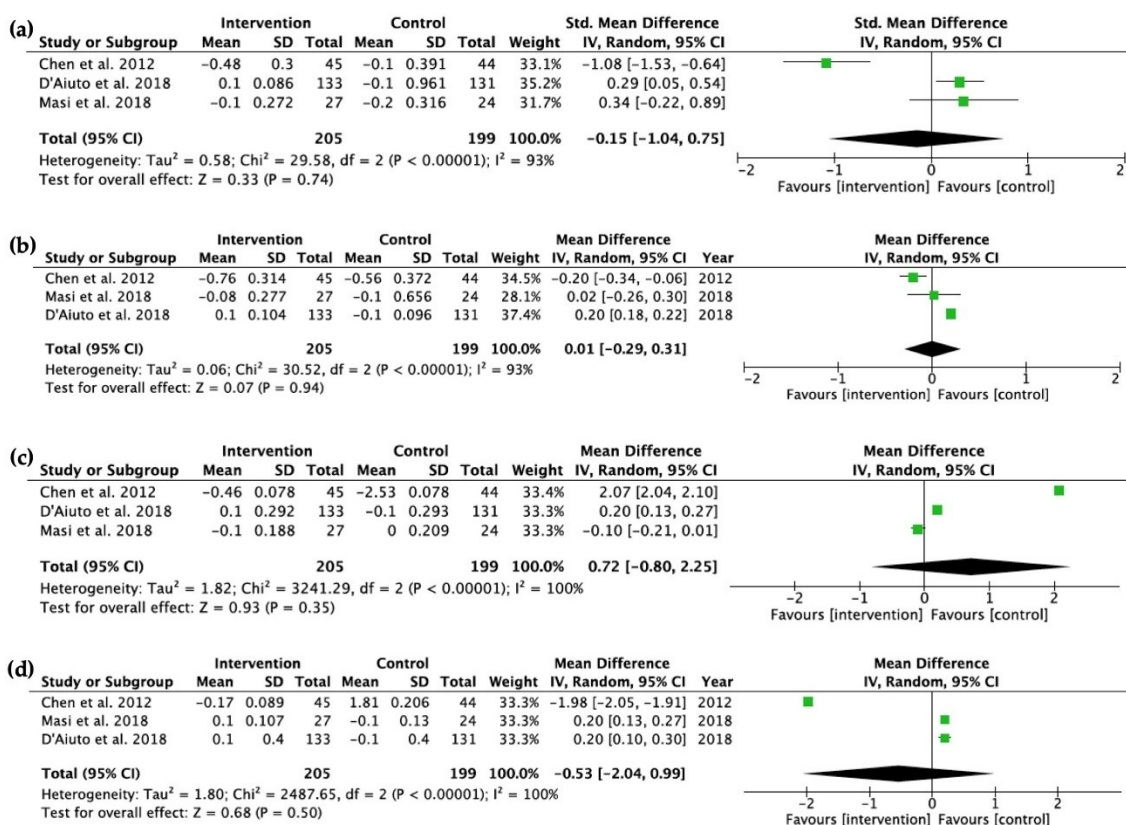 (a) Intervention Control Std. Mean Difference Std. Mean Difference
Study or Subgroup Mean SD Total Mean SD Total Weight IV, Random, 95% CI IV, Random, 95% CI
Chen et al. 2012 -0.48 0.3 45 -0.1 0.391 44 33.1% -1.08 [-1.53, -0.64]
D'Aiuto et al. 2018 0.1 0.086 133 -0.1 0.961 131 35.2% 0.29 [0.05, 0.54]
Masi et al. 2018 -0.1 0.272 27 -0.2 0.316 24 31.7% 0.34 [-0.22, 0.89]
Total (95% CI) 205 199 100.0% -0.15 [-1.04, 0.75]
Heterogeneity: Tau² = 0.58; Chi² = 29.58, df = 2 (P < 0.00001); I² = 93%
Test for overall effect: Z = 0.33 (P = 0.74)
-2 -1 0 1 2
Favours [intervention] Favours [control]
(b) Intervention Control Mean Difference Mean Difference
Study or Subgroup Mean SD Total Mean SD Total Weight IV, Random, 95% CI Year IV, Random, 95% CI
Chen et al. 2012 -0.76 0.314 45 -0.56 0.372 44 34.5% -0.20 [-0.34, -0.06] 2012
Masi et al. 2018 -0.08 0.277 27 -0.1 0.656 24 28.1% 0.02 [-0.26, 0.30] 2018
D'Aiuto et al. 2018 0.1 0.104 133 -0.1 0.096 131 37.4% 0.20 [0.18, 0.22] 2018
Total (95% CI) 205 199 100.0% 0.01 [-0.29, 0.31]
Heterogeneity: Tau² = 0.06; Chi² = 30.52, df = 2 (P < 0.00001); I² = 93%
Test for overall effect: Z = 0.07 (P = 0.94)
-2 -1 0 1 2
Favours [intervention] Favours [control]
(c) Intervention Control Mean Difference Mean Difference
Study or Subgroup Mean SD Total Mean SD Total Weight IV, Random, 95% CI IV, Random, 95% CI
Chen et al. 2012 -0.46 0.078 45 -2.53 0.078 44 33.4% 2.07 [2.04, 2.10]
D'Aiuto et al. 2018 0.1 0.292 133 -0.1 0.293 131 33.3% 0.20 [0.13, 0.27]
Masi et al. 2018 -0.1 0.188 27 0 0.209 24 33.3% -0.10 [-0.21, 0.01]
Total (95% CI) 205 199 100.0% 0.72 [-0.80, 2.25]
Heterogeneity: Tau² = 1.82; Chi² = 3241.29, df = 2 (P < 0.00001); I² = 100%
Test for overall effect: Z = 0.93 (P = 0.35)
-2 -1 0 1 2
Favours [intervention] Favours [control]
(d) Intervention Control Mean Difference Mean Difference
Study or Subgroup Mean SD Total Mean SD Total Weight IV, Random, 95% CI Year IV, Random, 95% CI
Chen et al. 2012 -0.17 0.089 45 1.81 0.206 44 33.3% -1.98 [-2.05, -1.91] 2012
Masi et al. 2018 0.1 0.107 27 -0.1 0.13 24 33.3% 0.20 [0.13, 0.27] 2018
D'Aiuto et al. 2018 0.1 0.4 133 -0.1 0.4 131 33.3% 0.20 [0.10, 0.30] 2018
Total (95% CI) 205 199 100.0% -0.53 [-2.04, 0.99]
Heterogeneity: Tau² = 1.80; Chi² = 2487.65, df = 2 (P < 0.00001); I² = 100%
Test for overall effect: Z = 0.68 (P = 0.50)
-2 -1 0 1 2
Favours [intervention] Favours [control]